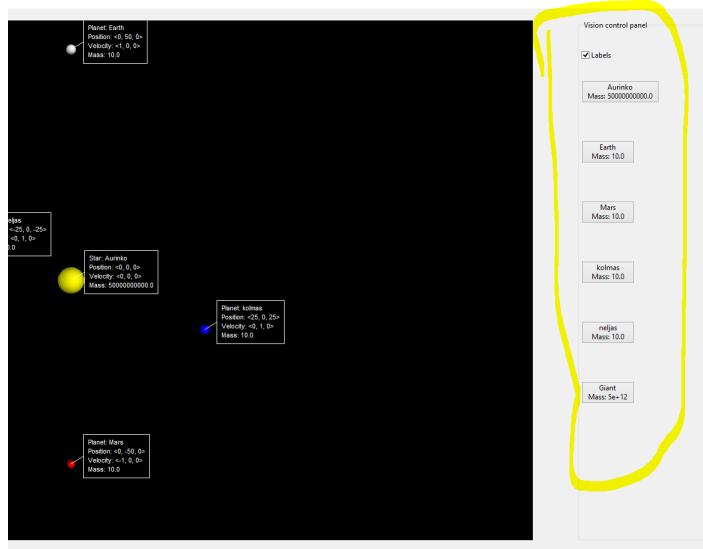 Planet: Earth
Position: <0, 50, 0>
Velocity: <1, 0, 0>
Mass: 10.0
eljas
<-25, 0, -25>
<0, 1, 0>
0.0
Star: Aurinko
Position: <0, 0, 0>
Velocity: <0, 0, 0>
Mass: 50000000000.0
Planet: kolmas
Position: <25, 0, 25>
Velocity: <0, 1, 0>
Mass: 10.0
Planet: Mars
Position: <0, -50, 0>
Velocity: <-1, 0, 0>
Mass: 10.0
Vision control panel
Labels
Aurinko
Mass: 50000000000.0
Earth
Mass: 10.0
Mars
Mass: 10.0
kolmas
Mass: 10.0
neljas
Mass: 10.0
Giant
Mass: 5e+12